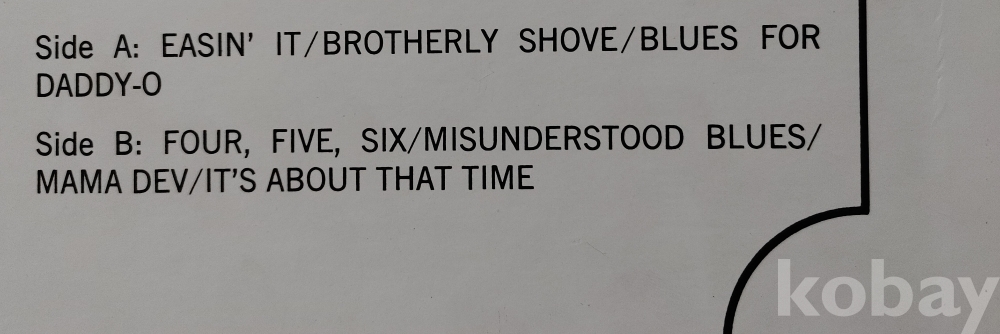 Side A: EASIN' IT/BROTHERLY SHOVE/BLUES FOR
DADDY-O
Side B: FOUR, FIVE, SIX/MISUNDERSTOOD BLUES/
MAMA DEV/IT'S ABOUT THAT TIME
kobay